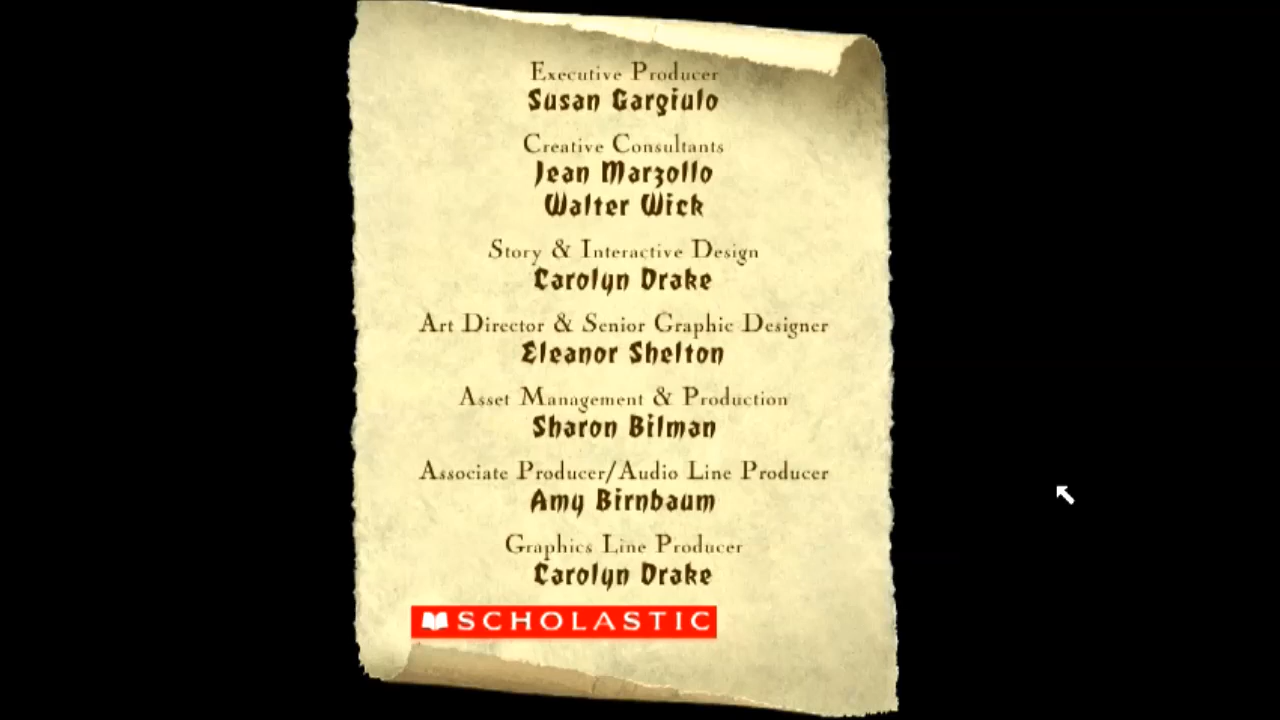 Executive Producer
Susan Gargiulo
Creative Consultants
Jean Marzollo
Walter Wick
Story & Interactive Design
Carolyn Drake
Art Director & Senior Graphic Designer
Eleanor Shelton
Asset Management & Production
Sharon Bilman
Associate Producer/Audio Line Producer
Amy Birnbaum
Graphics Line Producer
Carolyn Drake
SCHOLASTIC